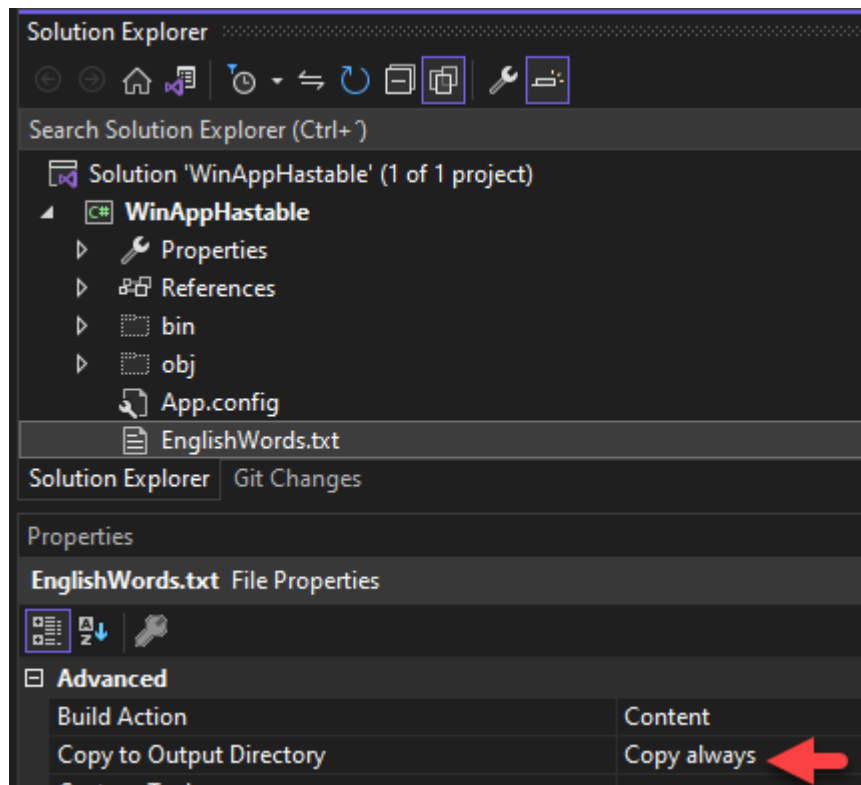 Solution Explorer
Search Solution Explorer (Ctrl+´)
Solution 'WinAppHastable' (1 of 1 project)
C# WinAppHastable
Properties
References
bin
obj
App.config
EnglishWords.txt
Solution Explorer Git Changes
Properties
EnglishWords.txt File Properties
Advanced
Build Action Content
Copy to Output Directory Copy always